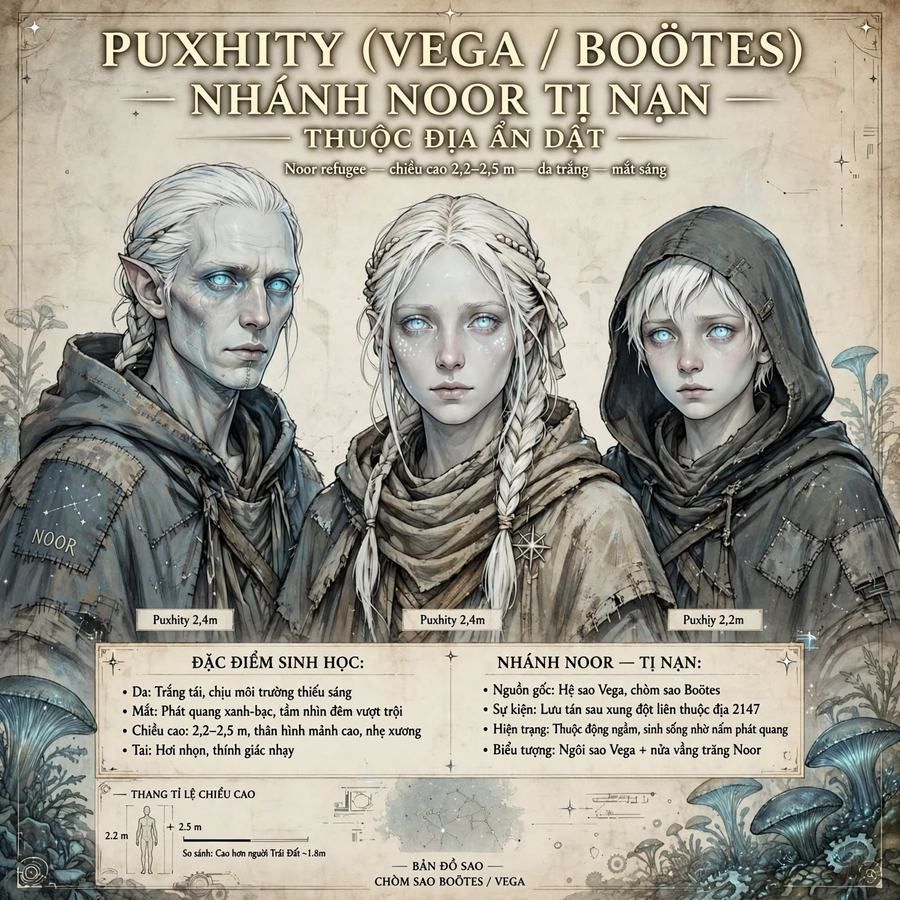 PUXHITY (VEGA / BOÖTES)
NHÁNH NOOR TỊ NẠN
THUỘC ĐỊA ẨN DẬT
Noor refugee — chiều cao 2,2–2,5 m — da trắng — mắt sáng
NOOR
Puxhity 2,4m
Puxhity 2,4m
Puxhịy 2,2m
ĐẶC ĐIỂM SINH HỌC:
• Da: Trắng tái, chịu môi trường thiếu sáng
• Mắt: Phát quang xanh-bạc, tầm nhìn đêm vượt trội
• Chiều cao: 2,2–2,5 m, thân hình mảnh cao, nhẹ xương
• Tai: Hơi nhọn, thính giác nhạy
NHÁNH NOOR — TỊ NẠN:
• Nguồn gốc: Hệ sao Vega, chòm sao Boötes
• Sự kiện: Lưu tán sau xung đột liên thuộc địa 2147
• Hiện trạng: Thuộc động ngầm, sinh sống nhờ nấm phát quang
• Biểu tượng: Ngôi sao Vega + nửa vầng trăng Noor
— THANG TỈ LỆ CHIỀU CAO
2.2 m
2.5 m
So sánh: Cao hơn người Trái Đất ~1.8m
— BẢN ĐỒ SAO —
CHÒM SAO BOÖTES / VEGA